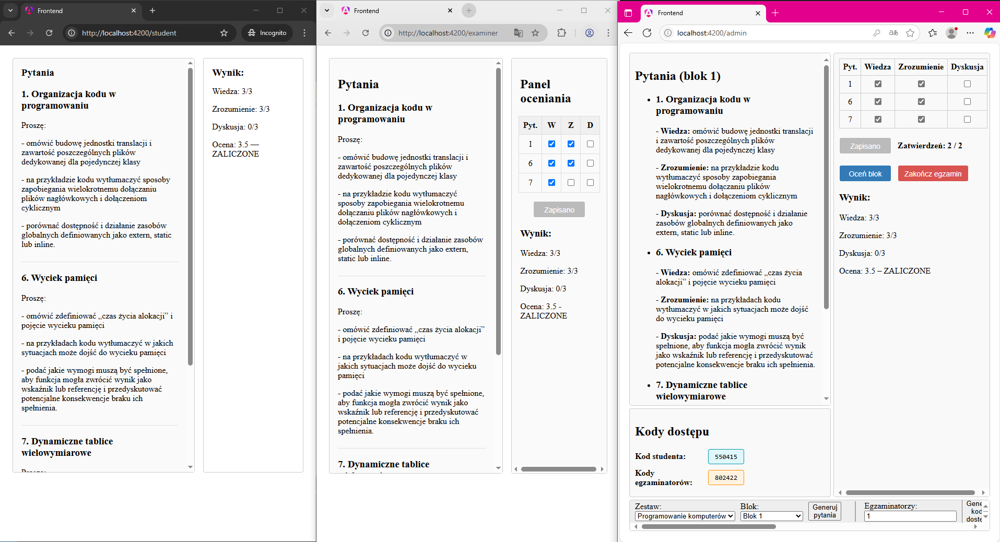 Frontend
http://localhost:4200/student
Incognito
Pytania
1. Organizacja kodu w
programowaniu
Proszę:
- omówić budowę jednostki translacji i
zawartość poszczególnych plików
dedykowanej dla pojedynczej klasy
- na przykładzie kodu wytłumaczyć sposoby
zapobiegania wielokrotnemu dołączaniu
plików nagłówkowych i dołączeniom
cyklicznym
- porównać dostępność i działanie zasobów
globalnych definiowanych jako extern, static
lub inline.
6. Wyciek pamięci
Proszę:
- omówić zdefiniować „czas życia alokacji” i
pojęcie wycieku pamięci
- na przykładach kodu wytłumaczyć w jakich
sytuacjach może dojść do wycieku pamięci
- podać jakie wymogi muszą być spełnione,
aby funkcja mogła zwrócić wynik jako
wskaźnik lub referencję i przedyskutować
potencjalne konsekwencje braku ich
spełnienia.
7. Dynamiczne tablice
wielowymiarowe
Wynik:
Wiedza: 3/3
Zrozumienie: 3/3
Dyskusja: 0/3
Ocena: 3.5 —
ZALICZONE
Frontend
http://localhost:4200/examiner
Pytania
1. Organizacja kodu w
programowaniu
Proszę:
- omówić budowę jednostki translacji i
zawartość poszczególnych plików
dedykowanej dla pojedynczej klasy
- na przykładzie kodu wytłumaczyć
sposoby zapobiegania wielokrotnemu
dołączaniu plików nagłówkowych i
dołączeniom cyklicznym
- porównać dostępność i działanie zasobów
globalnych definiowanych jako extern,
static lub inline.
6. Wyciek pamięci
Proszę:
- omówić zdefiniować „czas życia alokacji”
i pojęcie wycieku pamięci
- na przykładach kodu wytłumaczyć w
jakich sytuacjach może dojść do wycieku
pamięci
- podać jakie wymogi muszą być spełnione,
aby funkcja mogła zwrócić wynik jako
wskaźnik lub referencję i przedyskutować
potencjalne konsekwencje braku ich
spełnienia.
7. Dynamiczne tablice
Panel
oceniania
Pyt. W Z D
1
6
7
Zapisano
Wynik:
Wiedza: 3/3
Zrozumienie: 3/3
Dyskusja: 0/3
Ocena: 3.5 -
ZALICZONE
Frontend
localhost:4200/admin
Pytania (blok 1)
• 1. Organizacja kodu w
programowaniu
- Wiedza: omówić budowę jednostki translacji
i zawartość poszczególnych plików
dedykowanej dla pojedynczej klasy
- Zrozumienie: na przykładzie kodu
wytłumaczyć sposoby zapobiegania
wielokrotnemu dołączaniu plików
nagłówkowych i dołączeniom cyklicznym
- Dyskusja: porównać dostępność i działanie
zasobów globalnych definiowanych jako
extern, static lub inline.
• 6. Wyciek pamięci
- Wiedza: omówić zdefiniować „czas życia
alokacji” i pojęcie wycieku pamięci
- Zrozumienie: na przykładach kodu
wytłumaczyć w jakich sytuacjach może dojść
do wycieku pamięci
- Dyskusja: podać jakie wymogi muszą być
spełnione, aby funkcja mogła zwrócić wynik
jako wskaźnik lub referencję i przedyskutować
potencjalne konsekwencje braku ich spełnienia.
• 7. Dynamiczne tablice
wielowymiarowe
Pyt. Wiedza Zrozumienie Dyskusja
1
6
7
Zapisano Zatwierdzeń: 2 / 2
Oceń blok Zakończ egzamin
Wynik:
Wiedza: 3/3
Zrozumienie: 3/3
Dyskusja: 0/3
Ocena: 3.5 – ZALICZONE
Kody dostępu
Kod studenta: 550415
Kody
egzaminatorów: 802422
Zestaw:
Programowanie komputerów
Blok:
Blok 1
Generuj
pytania
Egzaminatorzy:
1